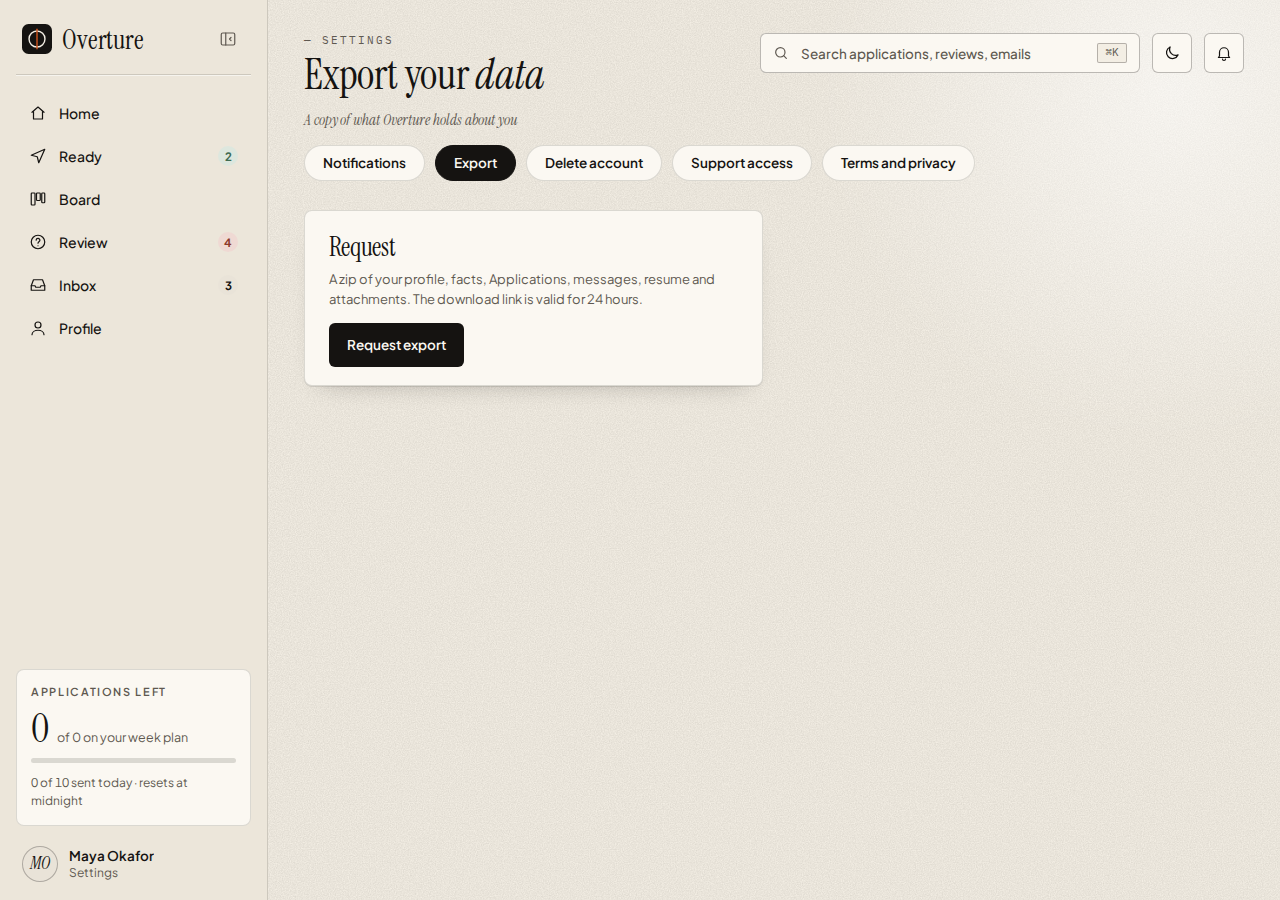 Overture
Home
Ready 2
Board
Review 4
Inbox 3
Profile
APPLICATIONS LEFT
0 of 0 on your week plan
0 of 10 sent today · resets at
midnight
MO
Maya Okafor
Settings
— SETTINGS
Export your data
A copy of what Overture holds about you
Search applications, reviews, emails ⌘K
Notifications Export Delete account Support access Terms and privacy
Request
A zip of your profile, facts, Applications, messages, resume and
attachments. The download link is valid for 24 hours.
Request export